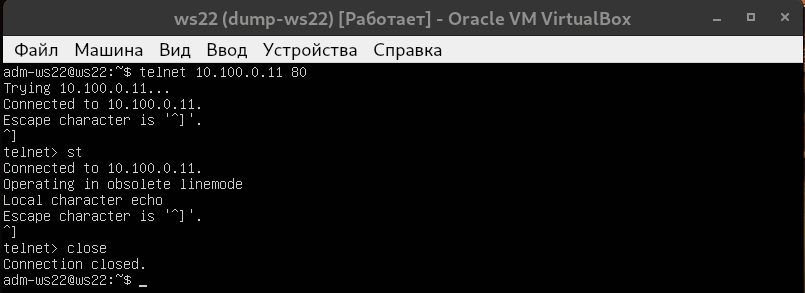 ws22 (dump-ws22) [Работает] - Oracle VM VirtualBox
Файл Машина Вид Ввод Устройства Справка
adm-ws22@ws22:~$ telnet 10.100.0.11 80
Trying 10.100.0.11...
Connected to 10.100.0.11.
Escape character is '^]'.
^]
telnet> st
Connected to 10.100.0.11.
Operating in obsolete linemode
Local character echo
Escape character is '^]'.
^]
telnet> close
Connection closed.
adm-ws22@ws22:~$ _